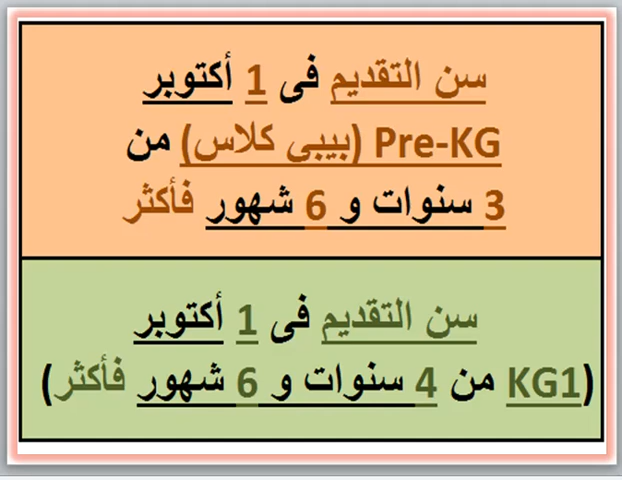 سن التقديم فى 1 أكتوبر
Pre-KG (بيبى كلاس) من
3 سنوات و 6 شهور فأكثر
سن التقديم فى 1 أكتوبر
(KG1 من 4 سنوات و 6 شهور فأكثر)